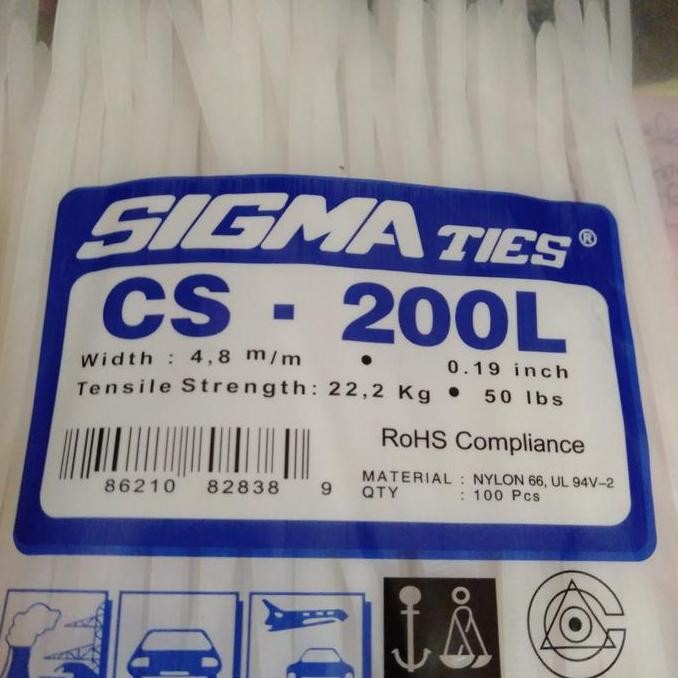 SIGMA TIES®
CS - 200L
Width : 4,8 m/m • 0.19 inch
Tensile Strength: 22,2 Kg • 50 lbs
RoHS Compliance
86210 82838 9
MATERIAL : NYLON 66, UL 94V-2
QTY : 100 Pcs